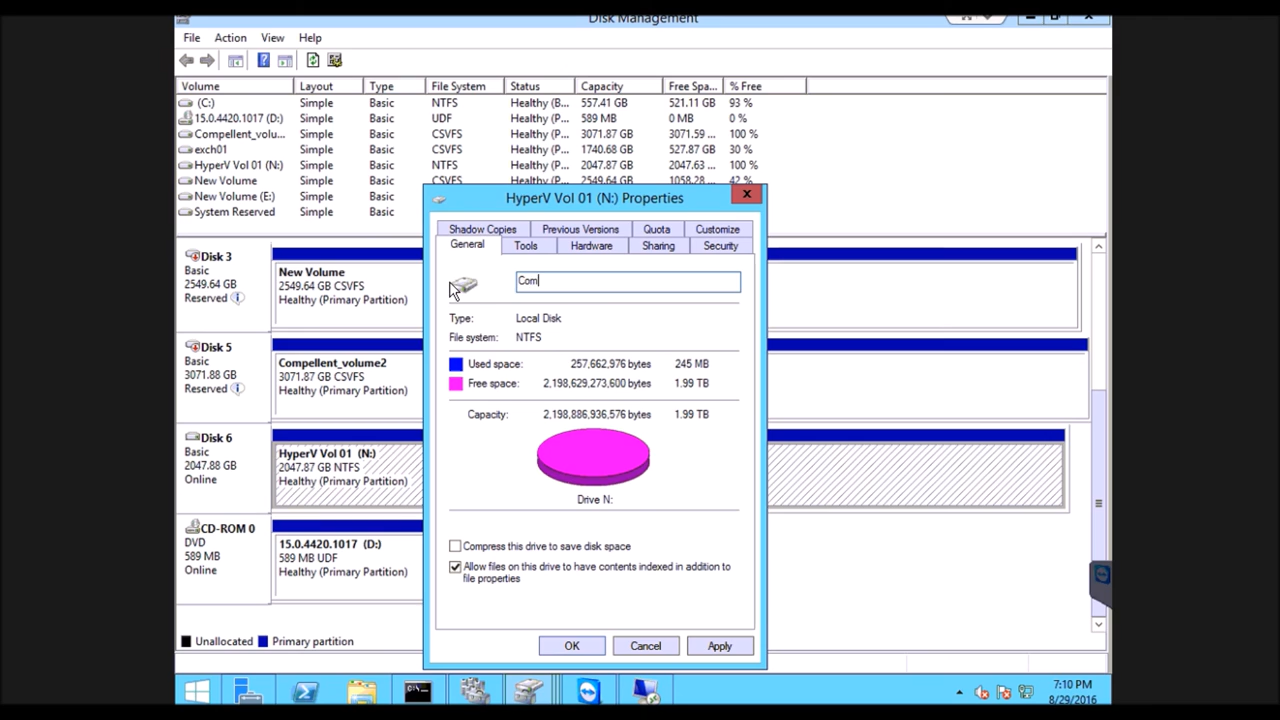 Disk Management
File Action View Help
Volume Layout Type File System Status Capacity Free Spa... % Free
(C:) Simple Basic NTFS Healthy (B... 557.41 GB 521.11 GB 93 %
15.0.4420.1017 (D:) Simple Basic UDF Healthy (P... 589 MB 0 MB 0 %
Compellent_volu... Simple Basic CSVFS Healthy (P... 3071.87 GB 3071.59 ... 100 %
exch01 Simple Basic CSVFS Healthy (P... 1740.68 GB 527.87 GB 30 %
HyperV Vol 01 (N:) Simple Basic NTFS Healthy (P... 2047.87 GB 2047.63 ... 100 %
New Volume Simple Basic CSVFS Healthy (P... 2549.64 GB 1058.28 ... 42 %
New Volume (E:) Simple Basic
System Reserved Simple Basic
HyperV Vol 01 (N:) Properties
Shadow Copies Previous Versions Quota Customize
General Tools Hardware Sharing Security
Com
Type: Local Disk
File system: NTFS
Used space: 257,662,976 bytes 245 MB
Free space: 2,198,629,273,600 bytes 1.99 TB
Capacity: 2,198,886,936,576 bytes 1.99 TB
Drive N:
Compress this drive to save disk space
Allow files on this drive to have contents indexed in addition to
file properties
OK Cancel Apply
Disk 3
Basic
2549.64 GB
Reserved
New Volume
2549.64 GB CSVFS
Healthy (Primary Partition)
Disk 5
Basic
3071.88 GB
Reserved
Compellent_volume2
3071.87 GB CSVFS
Healthy (Primary Partition)
Disk 6
Basic
2047.88 GB
Online
HyperV Vol 01 (N:)
2047.87 GB NTFS
Healthy (Primary Partition)
CD-ROM 0
DVD
589 MB
Online
15.0.4420.1017 (D:)
589 MB UDF
Healthy (Primary Partition)
Unallocated Primary partition
7:10 PM
8/29/2016